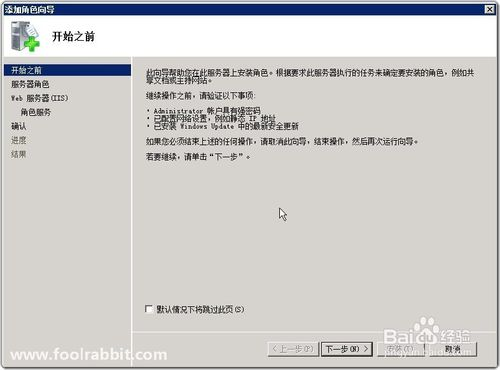 添加角色向导
开始之前
开始之前
服务器角色
Web 服务器(IIS)
角色服务
确认
进度
结果
此向导帮助您在此服务器上安装角色。根据要求此服务器执行的任务来确定要安装的角色，例如共
享文档或主持网站。
继续操作之前，请验证以下事项:
• Administrator 帐户具有强密码
• 已配置网络设置，例如静态 IP 地址
• 已安装 Windows Update 中的最新安全更新
如果您必须结束上述的任何操作，请取消此向导，结束操作，然后再次运行向导。
若要继续，请单击“下一步”。
默认情况下将跳过此页(S)
< 上一步(P)
下一步(N) >
安装(I)
取消
Baidu 经验
jingyan.baidu.com
www.foolrabbit.com